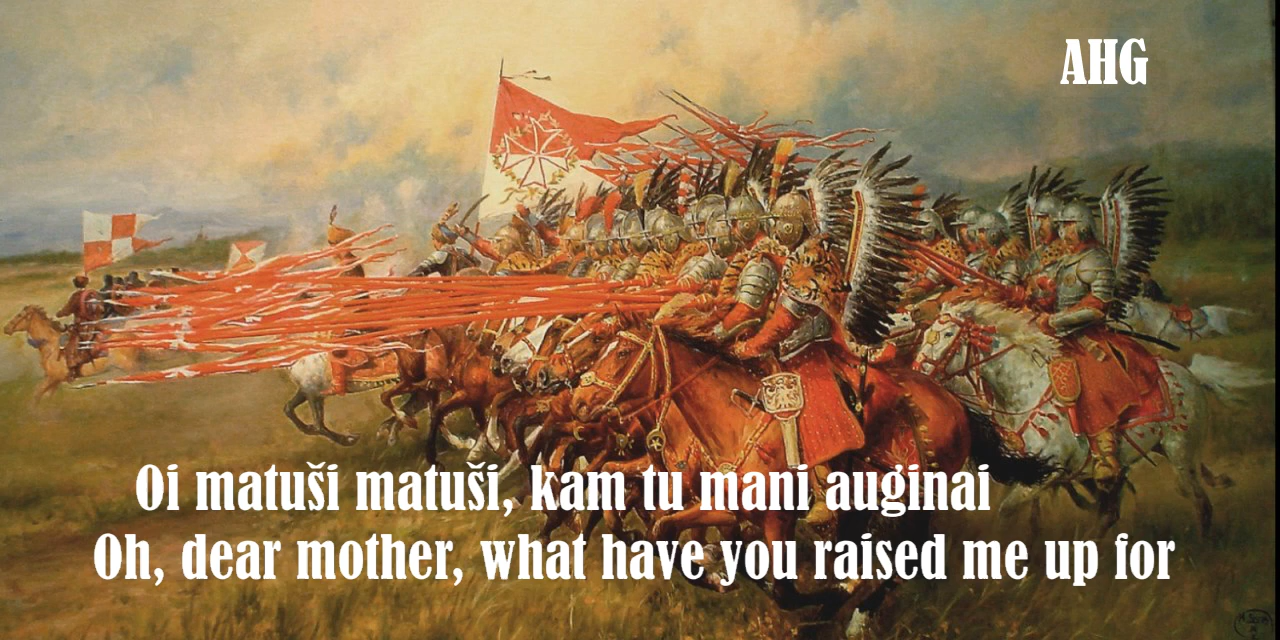 AHG
Oi matuši matuši, kam tu mani auginai
Oh, dear mother, what have you raised me up for